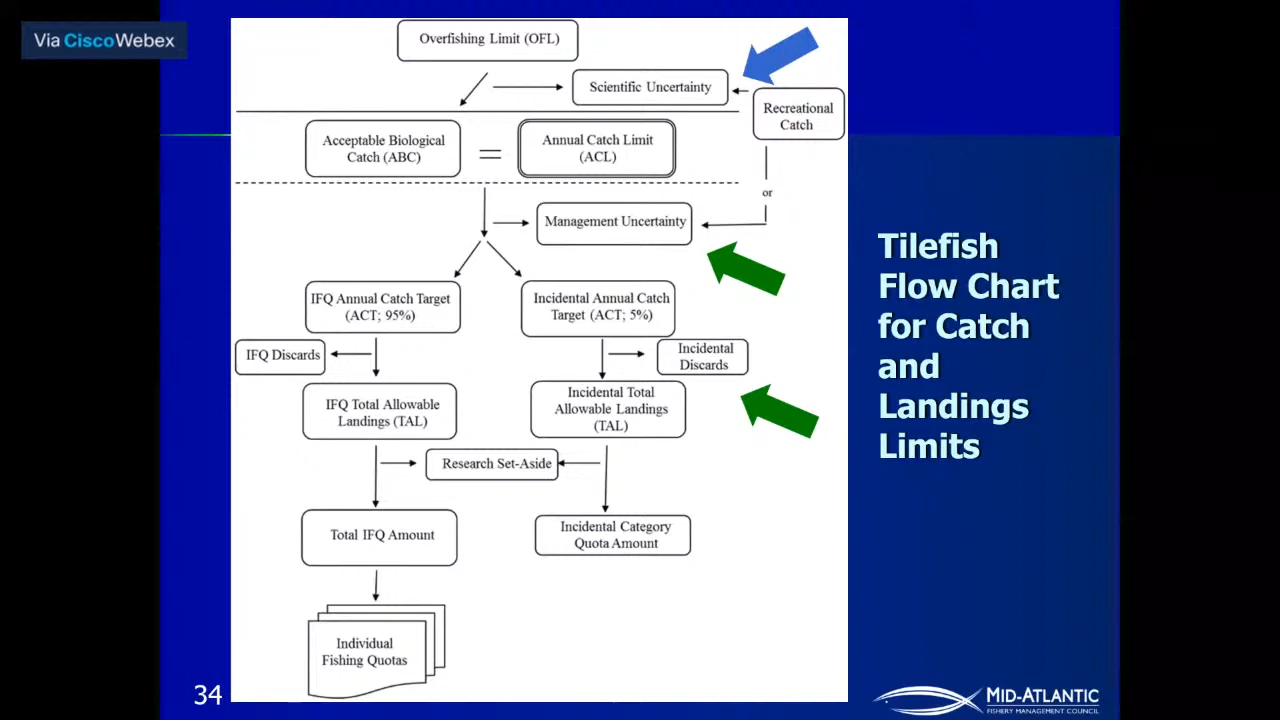 Via Cisco Webex
Overfishing Limit (OFL)
Scientific Uncertainty
Recreational
Catch
Acceptable Biological
Catch (ABC)
=
Annual Catch Limit
(ACL)
or
Management Uncertainty
IFQ Annual Catch Target
(ACT; 95%)
Incidental Annual Catch
Target (ACT; 5%)
IFQ Discards
Incidental
Discards
IFQ Total Allowable
Landings (TAL)
Incidental Total
Allowable Landings
(TAL)
Research Set-Aside
Total IFQ Amount
Incidental Category
Quota Amount
Individual
Fishing Quotas
Tilefish
Flow Chart
for Catch
and
Landings
Limits
34
MID-ATLANTIC
FISHERY MANAGEMENT COUNCIL